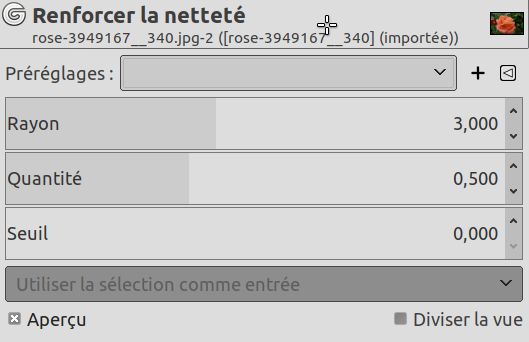 Renforcer la netteté
rose-3949167__340.jpg-2 ([rose-3949167__340] (importée))
Préréglages :
Rayon 3,000
Quantité 0,500
Seuil 0,000
Utiliser la sélection comme entrée
Aperçu Diviser la vue